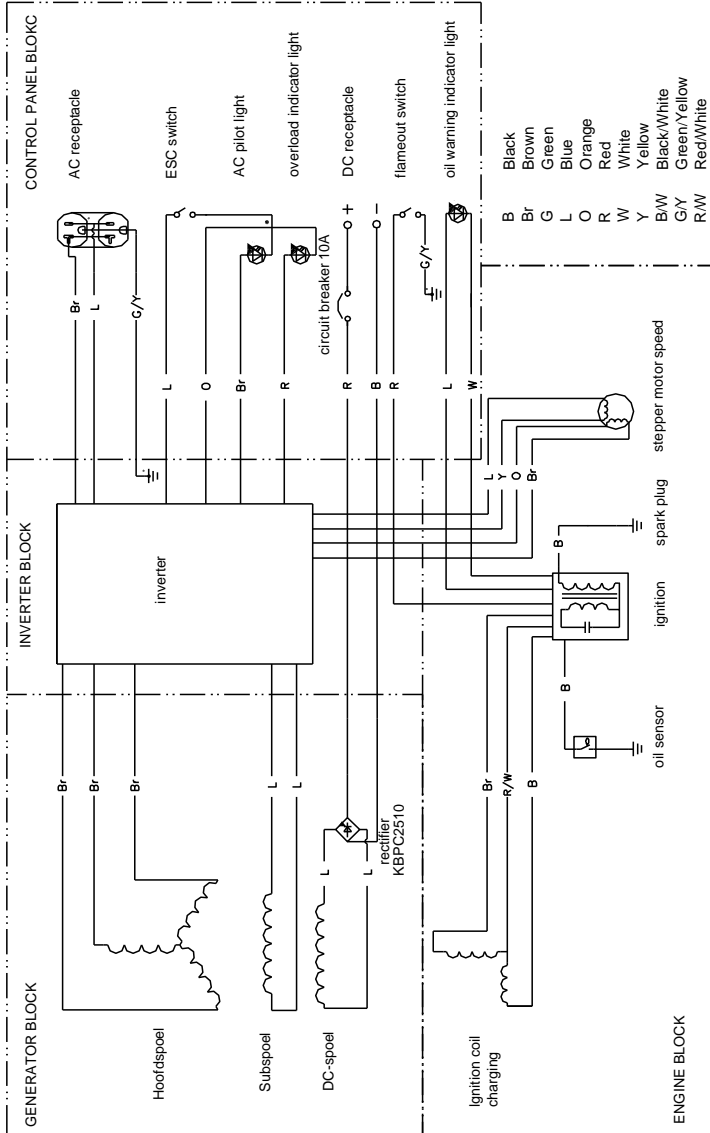 CONTROL PANEL BLOKC
AC receptacle
ESC switch
AC pilot light
overload indicator light
DC receptacle
flameout switch
oil warning indicator light
circuit breaker 10A
+
−
Br
L
G/Y
L
O
Br
R
R
B
R
G/Y
L
W
B Black
Br Brown
G Green
L Blue
O Orange
R Red
W White
Y Yellow
B/W Black/White
G/Y Green/Yellow
R/W Red/White
INVERTER BLOCK
inverter
L
Y
O
Br
stepper motor speed
B
spark plug
ignition
B
oil sensor
GENERATOR BLOCK
Br
Br
Br
L
L
L
L
rectifier
KBPC2510
Hoofdspoel
Subspoel
DC-spoel
Br
R/W
B
Ignition coil
charging
ENGINE BLOCK